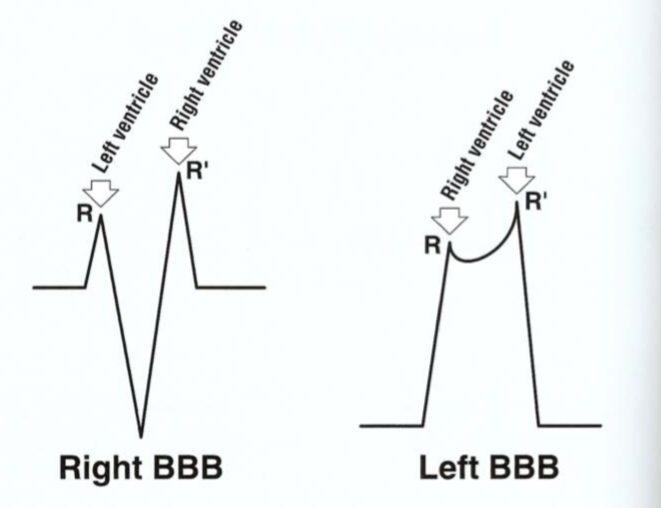 Left ventricle
Right ventricle
R
R'
Right BBB
Right ventricle
Left ventricle
R
R'
Left BBB